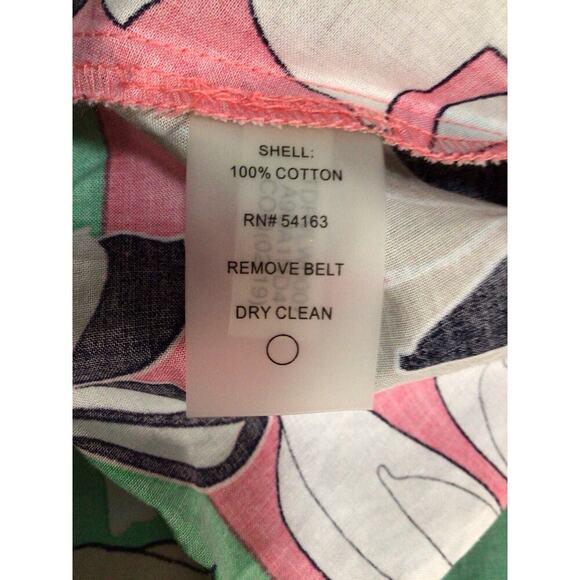 SHELL:
100% COTTON
RN# 54163
REMOVE BELT
DRY CLEAN